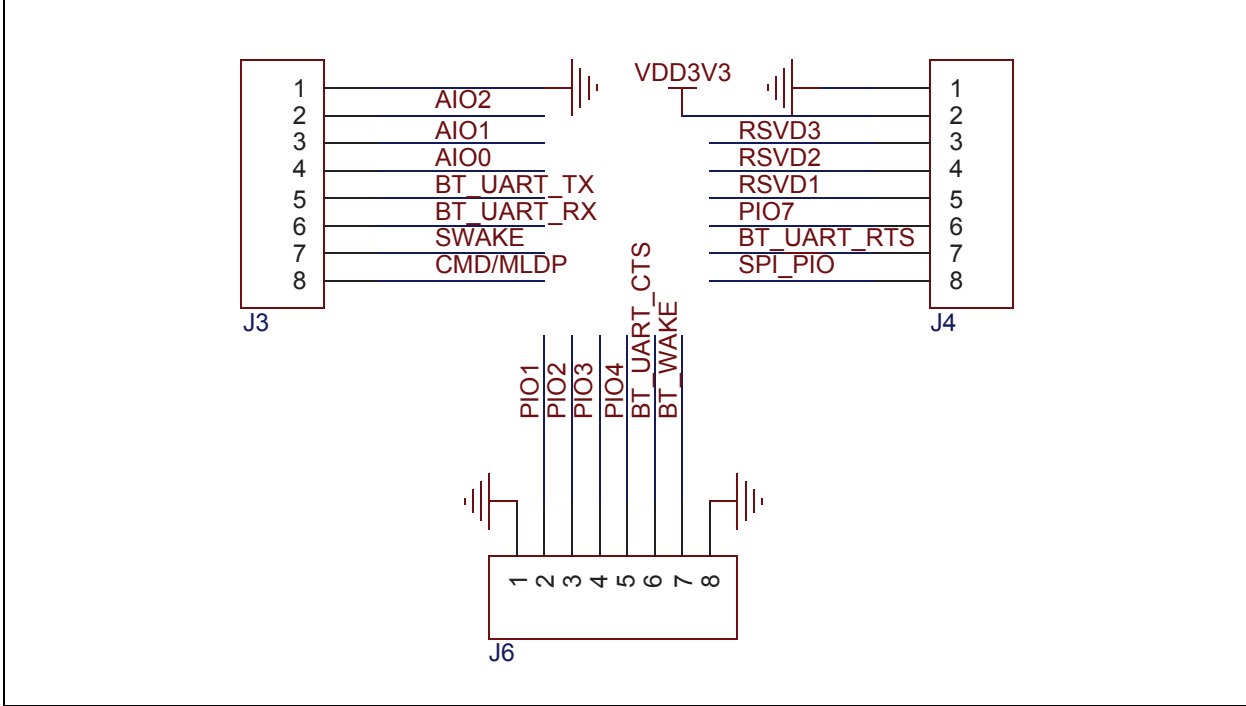 VDD3V3
1
AIO2
2
AIO1
3
AIO0
4
BT_UART_TX
5
BT_UART_RX
6
SWAKE
7
CMD/MLDP
8
J3
1
2
RSVD3
3
RSVD2
4
RSVD1
5
PIO7
6
BT_UART_RTS
7
SPI_PIO
8
J4
PIO1
PIO2
PIO3
PIO4
BT_UART_CTS
BT_WAKE
1 2 3 4 5 6 7 8
J6